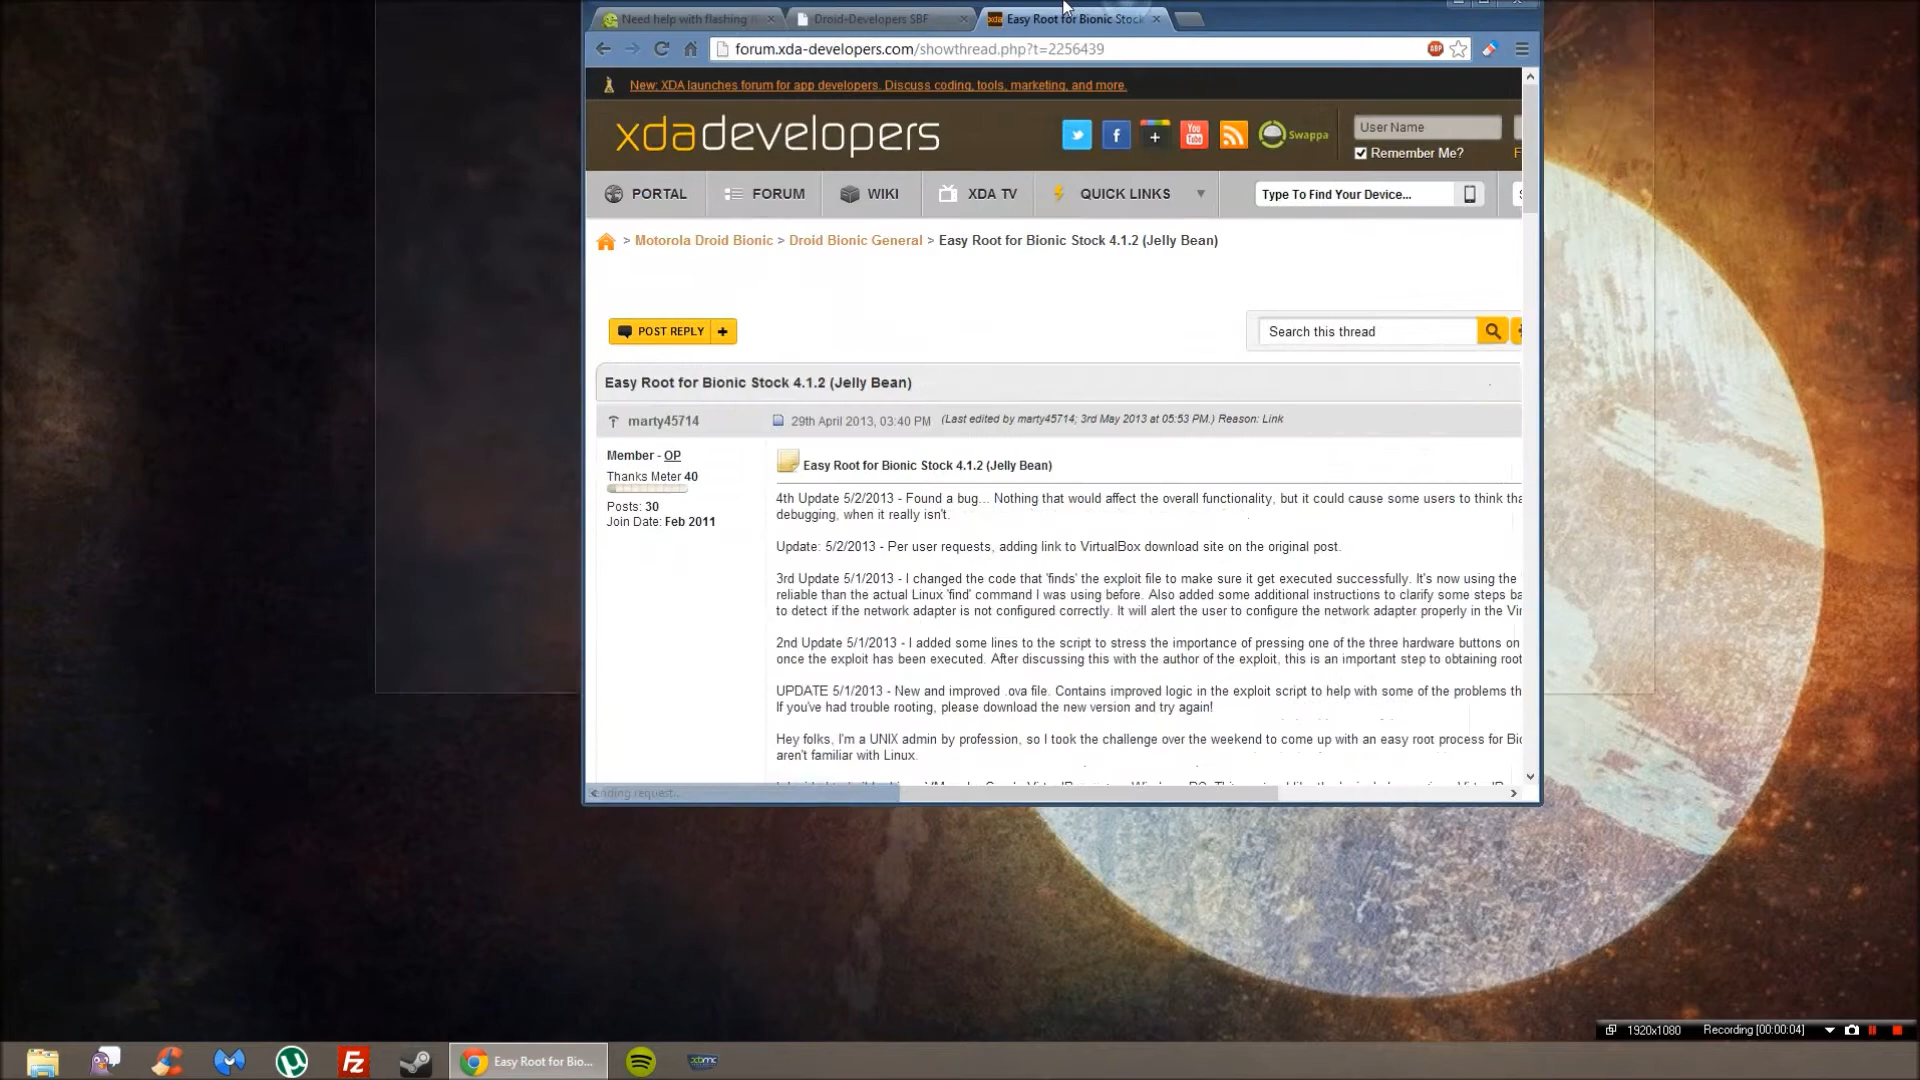 Need help with flashing
Droid-Developers SBF
Easy Root for Bionic Stock
forum.xda-developers.com/showthread.php?t=2256439
ABP
New: XDA launches forum for app developers. Discuss coding, tools, marketing, and more.
xdadevelopers
You Tube
Swappa
User Name
Remember Me?
PORTAL
FORUM
WIKI
XDA TV
QUICK LINKS
Type To Find Your Device...
> Motorola Droid Bionic > Droid Bionic General > Easy Root for Bionic Stock 4.1.2 (Jelly Bean)
POST REPLY
Search this thread
Easy Root for Bionic Stock 4.1.2 (Jelly Bean)
marty45714
29th April 2013, 03:40 PM (Last edited by marty45714; 3rd May 2013 at 05:53 PM.) Reason: Link
Member - OP
Thanks Meter 40
Posts: 30
Join Date: Feb 2011
Easy Root for Bionic Stock 4.1.2 (Jelly Bean)
4th Update 5/2/2013 - Found a bug... Nothing that would affect the overall functionality, but it could cause some users to think tha
debugging, when it really isn't.
Update: 5/2/2013 - Per user requests, adding link to VirtualBox download site on the original post.
3rd Update 5/1/2013 - I changed the code that 'finds' the exploit file to make sure it get executed successfully. It's now using the
reliable than the actual Linux 'find' command I was using before. Also added some additional instructions to clarify some steps ba
to detect if the network adapter is not configured correctly. It will alert the user to configure the network adapter properly in the Vir
2nd Update 5/1/2013 - I added some lines to the script to stress the importance of pressing one of the three hardware buttons on
once the exploit has been executed. After discussing this with the author of the exploit, this is an important step to obtaining root
UPDATE 5/1/2013 - New and improved .ova file. Contains improved logic in the exploit script to help with some of the problems th
If you've had trouble rooting, please download the new version and try again!
Hey folks, I'm a UNIX admin by profession, so I took the challenge over the weekend to come up with an easy root process for Bio
aren't familiar with Linux.
nding request...
1920x1080
Recording [00:00:04]
Easy Root for Bio...
xbmc